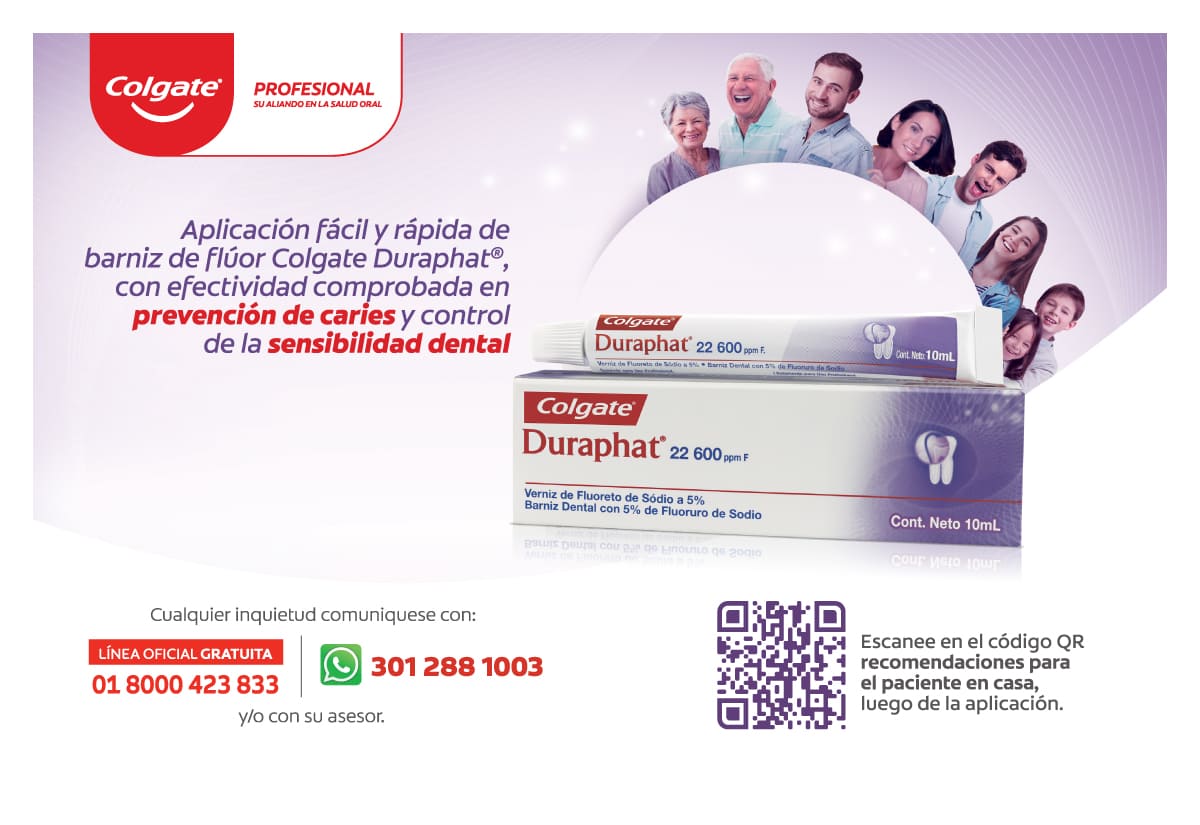 Colgate®
PROFESIONAL
SU ALIANDO EN LA SALUD ORAL
Aplicación fácil y rápida de
barniz de flúor Colgate Duraphat®,
con efectividad comprobada en
prevención de caries y control
de la sensibilidad dental
Colgate®
Duraphat® 22 600 ppm F.
Verniz de Fluoreto de Sódio a 5% • Barniz Dental con 5% de Fluoruro de Sodio
Cont. Neto 10mL
Colgate®
Duraphat® 22 600 ppm F
Verniz de Fluoreto de Sódio a 5%
Barniz Dental con 5% de Fluoruro de Sodio
Cont. Neto 10mL
Cualquier inquietud comuniquese con:
LÍNEA OFICIAL GRATUITA
01 8000 423 833
301 288 1003
y/o con su asesor.
Escanee en el código QR
recomendaciones para
el paciente en casa,
luego de la aplicación.